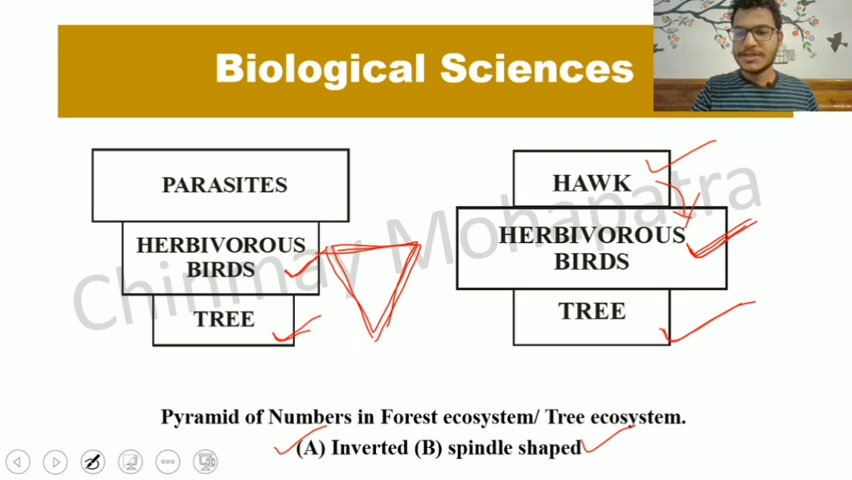 Biological Sciences
PARASITES
HERBIVOROUS
BIRDS
TREE
HAWK
HERBIVOROUS
BIRDS
TREE
Chinmay Mohapatra
Pyramid of Numbers in Forest ecosystem/ Tree ecosystem.
(A) Inverted (B) spindle shaped